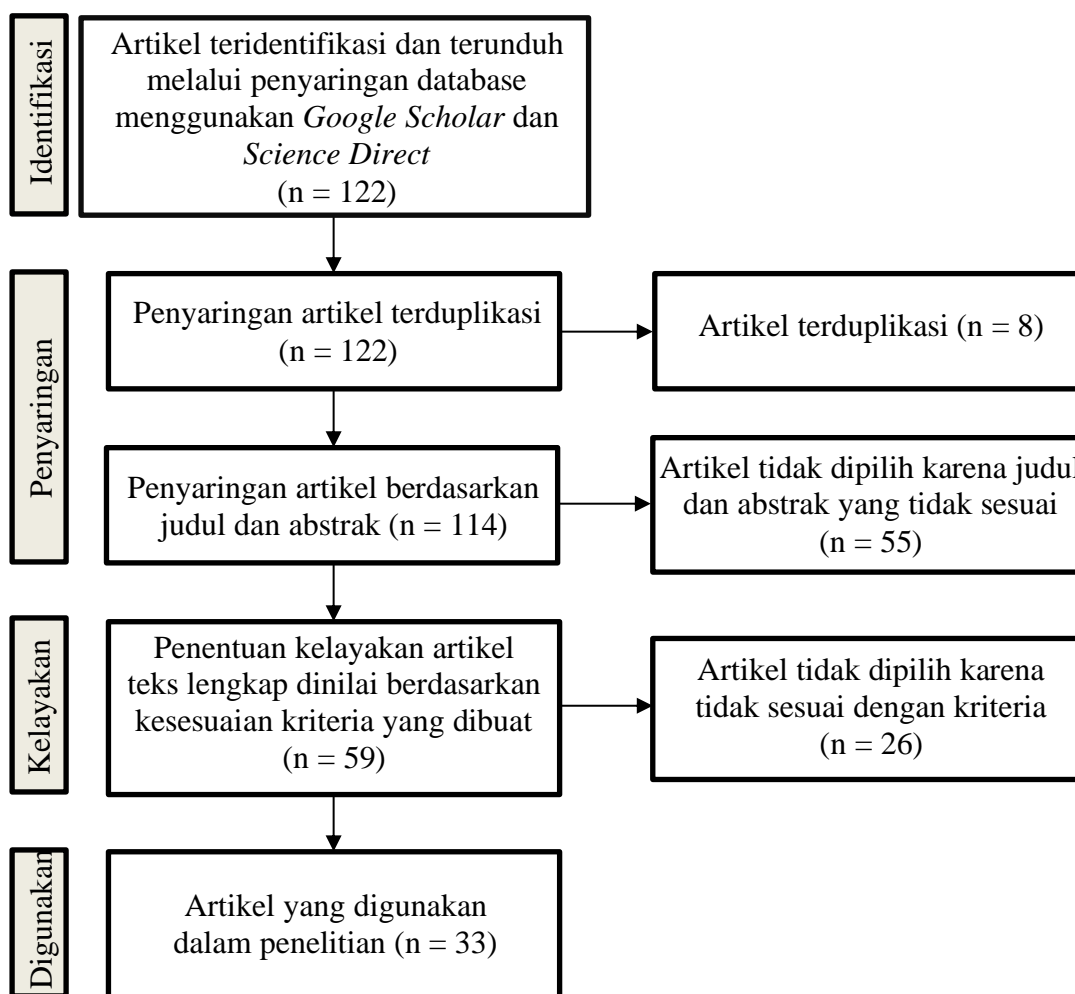 Identifikasi
Artikel teridentifikasi dan terunduh
melalui penyaringan database
menggunakan Google Scholar dan
Science Direct
(n = 122)
Penyaringan
Penyaringan artikel terduplikasi
(n = 122)
Artikel terduplikasi (n = 8)
Penyaringan artikel berdasarkan
judul dan abstrak (n = 114)
Artikel tidak dipilih karena judul
dan abstrak yang tidak sesuai
(n = 55)
Kelayakan
Penentuan kelayakan artikel
teks lengkap dinilai berdasarkan
kesesuaian kriteria yang dibuat
(n = 59)
Artikel tidak dipilih karena
tidak sesuai dengan kriteria
(n = 26)
Digunakan
Artikel yang digunakan
dalam penelitian (n = 33)